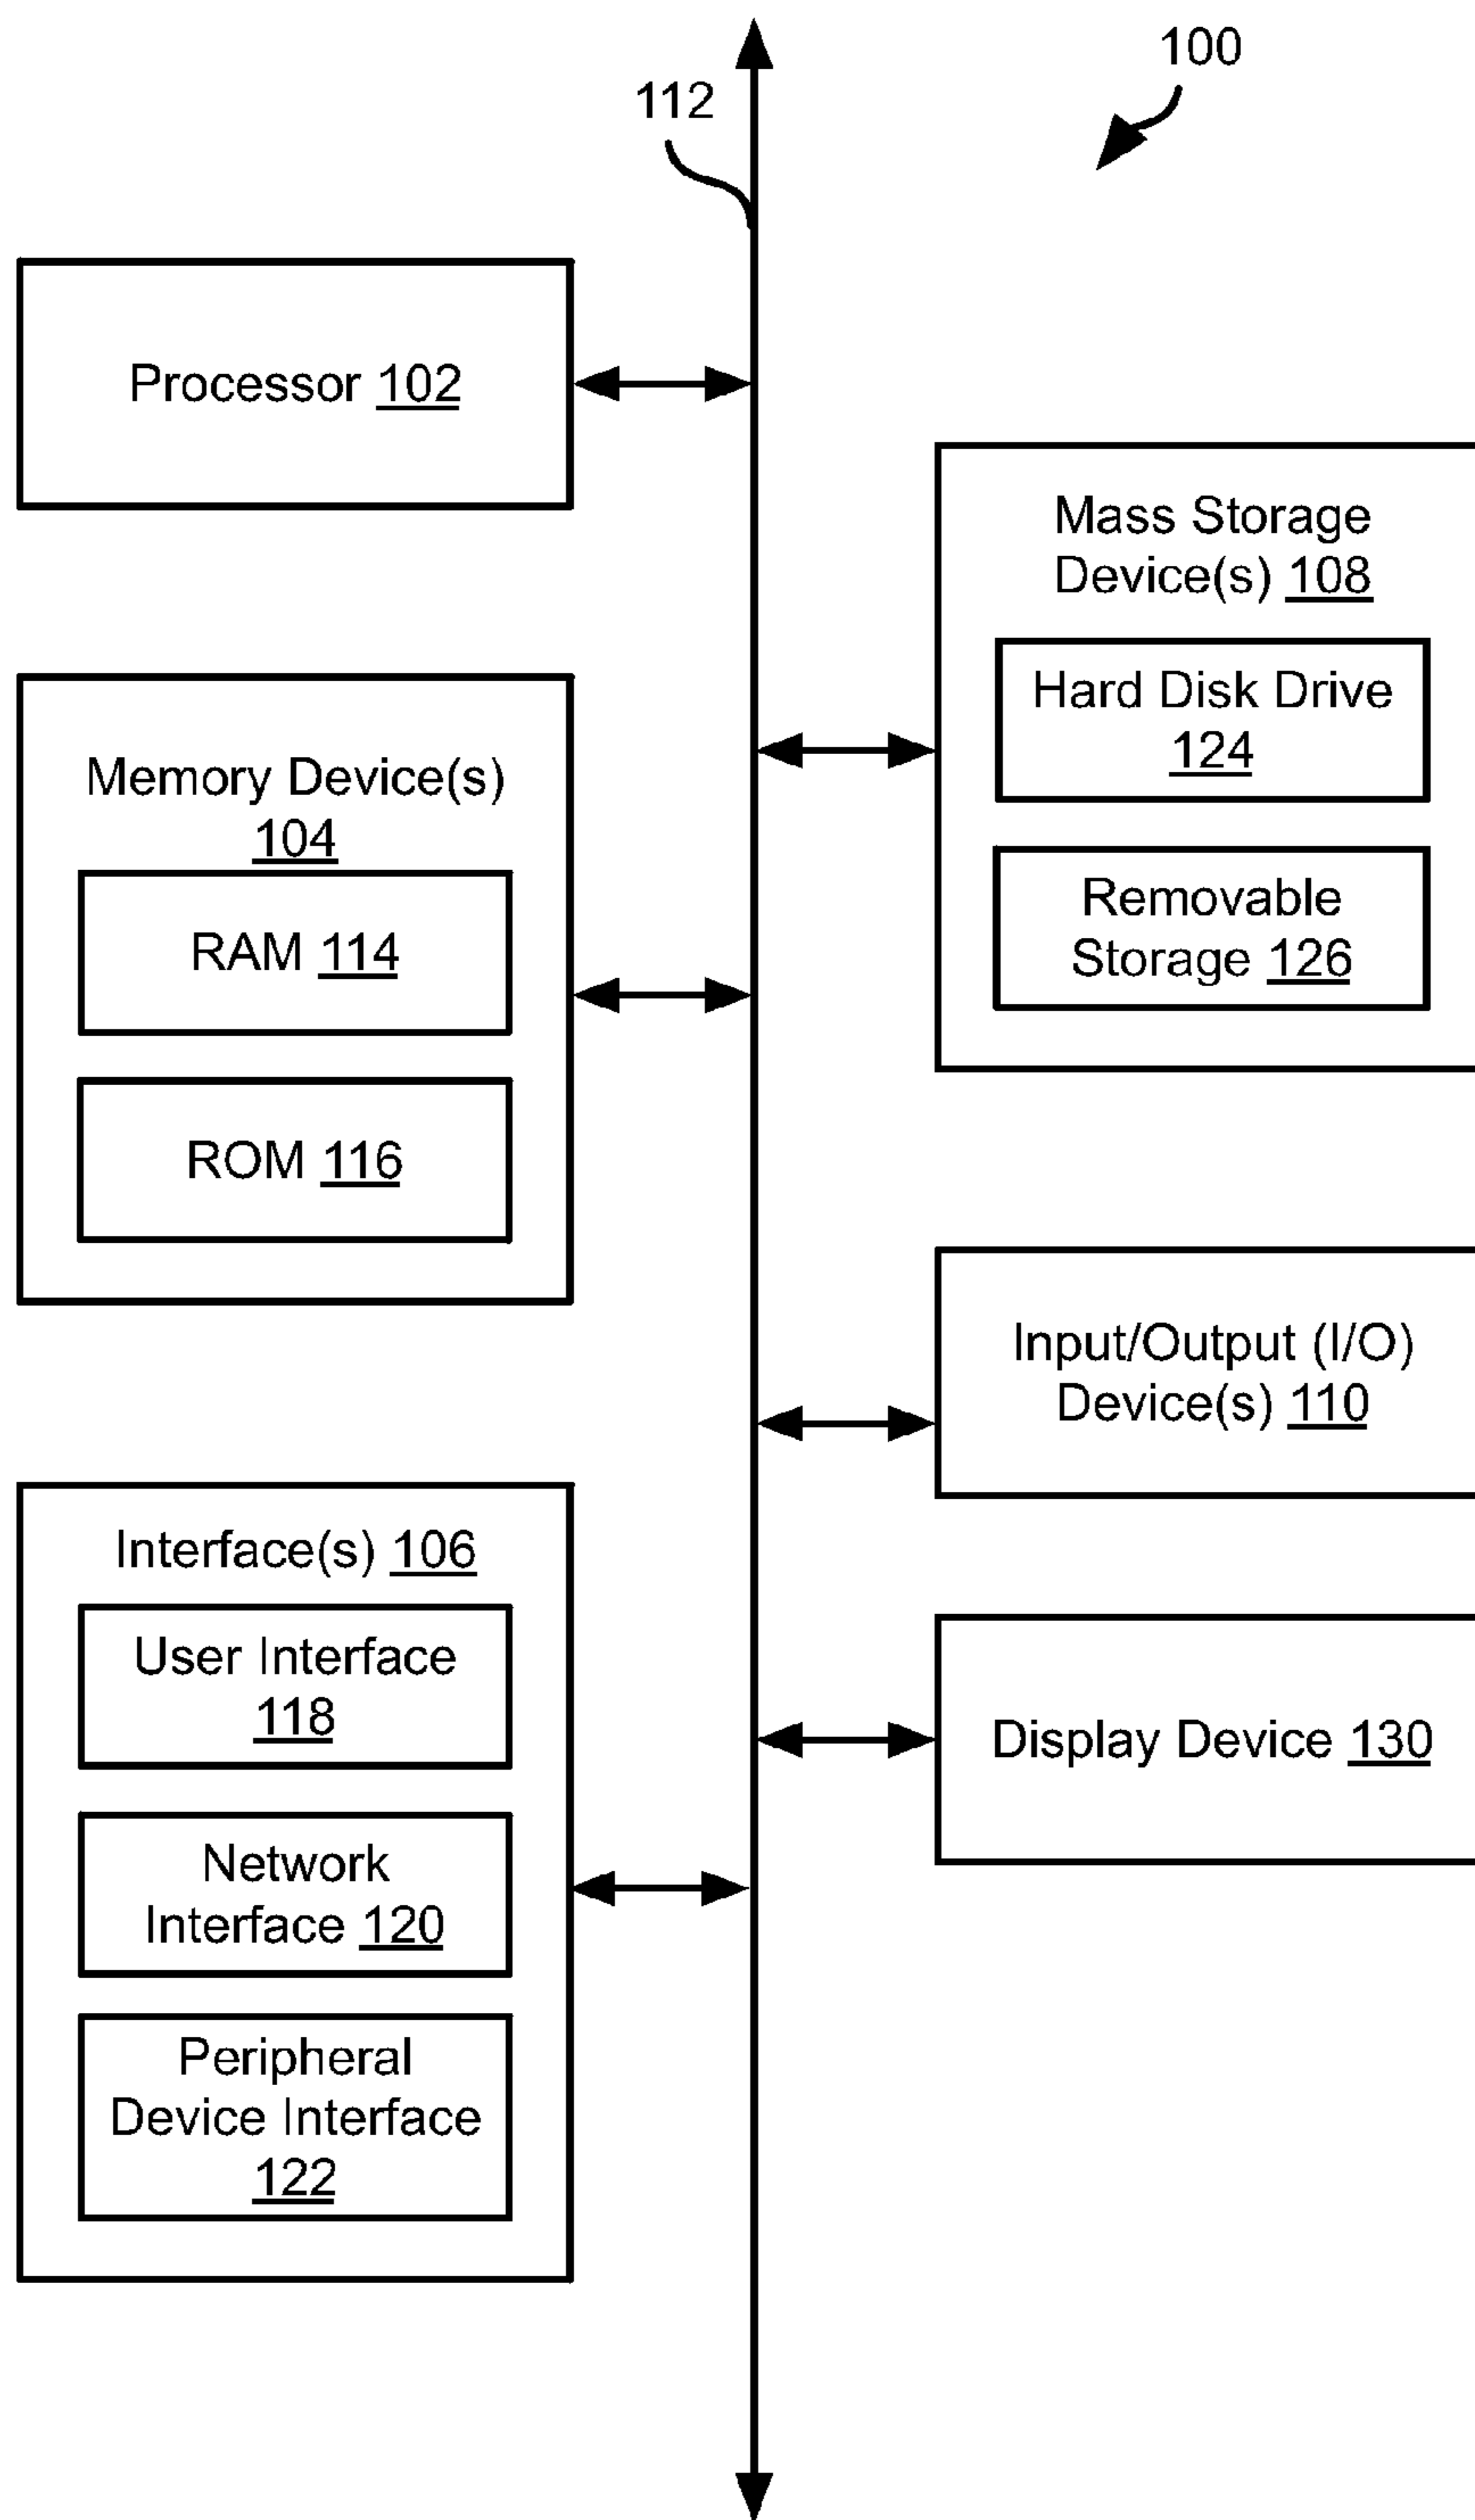 100
112
Processor 102
Memory Device(s)
104
RAM 114
ROM 116
Interface(s) 106
User Interface
118
Network
Interface 120
Peripheral
Device Interface
122
Mass Storage
Device(s) 108
Hard Disk Drive
124
Removable
Storage 126
Input/Output (I/O)
Device(s) 110
Display Device 130